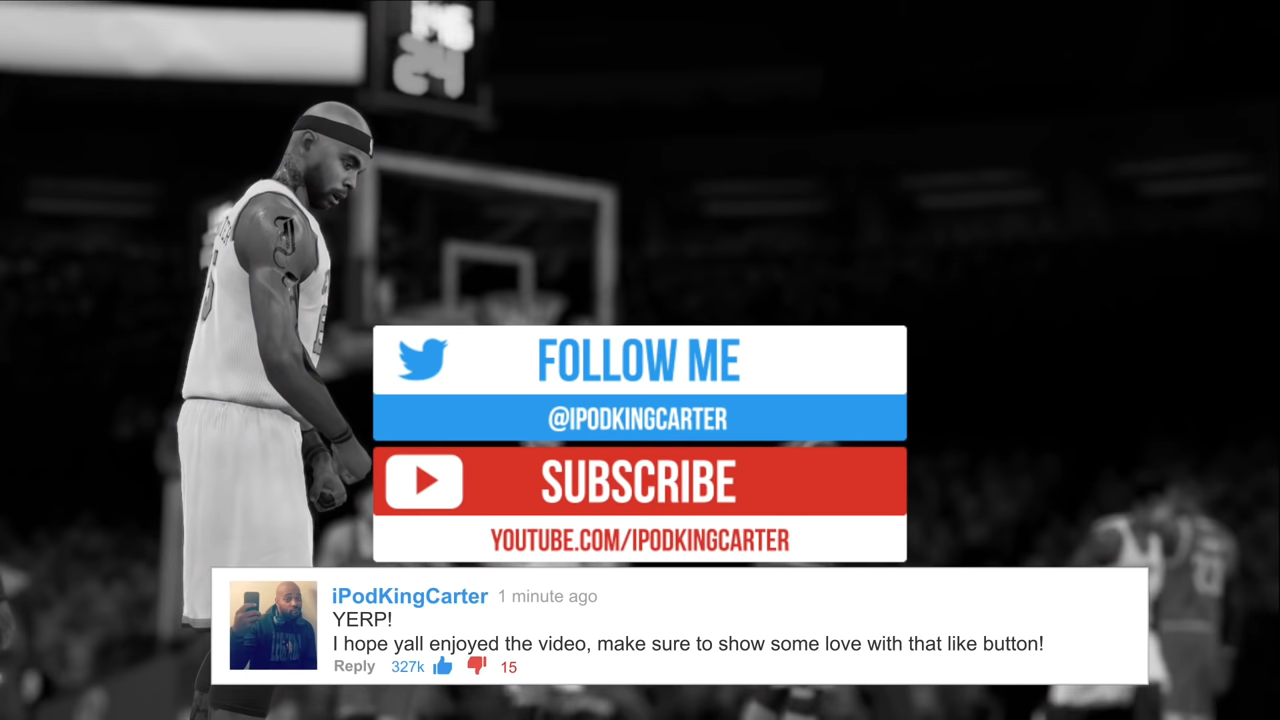 24
FOLLOW ME
@IPODKINGCARTER
SUBSCRIBE
YOUTUBE.COM/IPODKINGCARTER
iPodKingCarter 1 minute ago
YERP!
I hope yall enjoyed the video, make sure to show some love with that like button!
Reply 327k 15